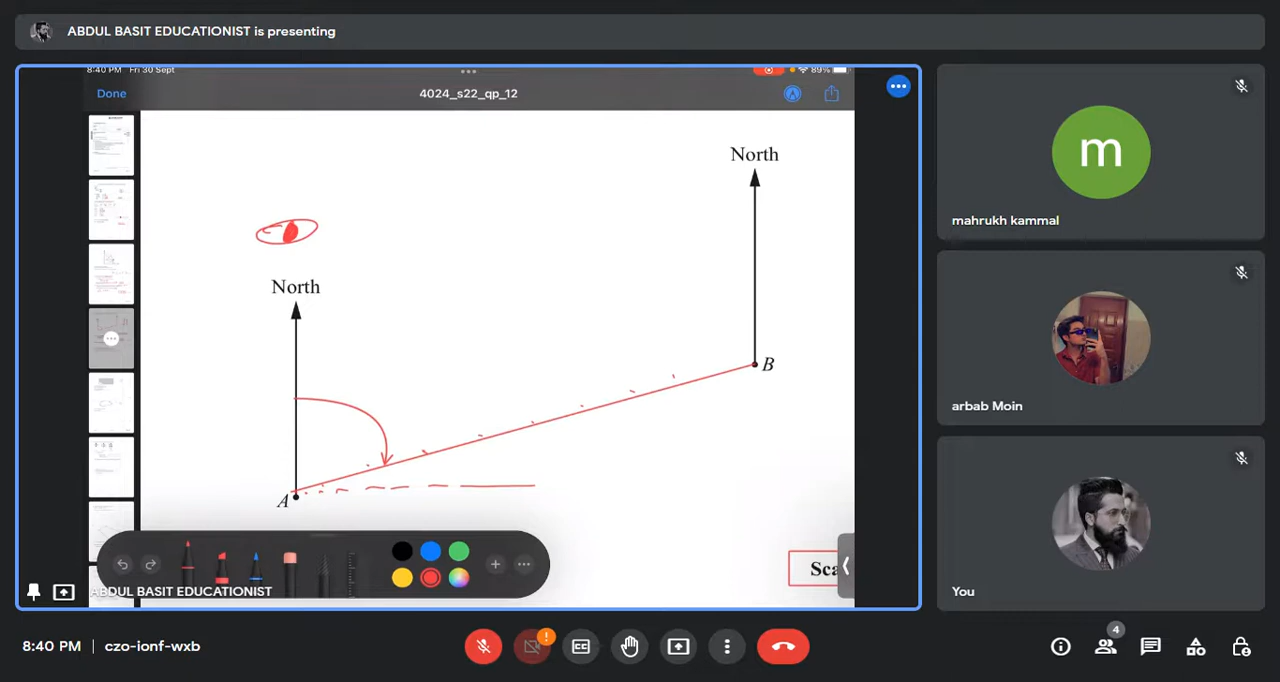 ABDUL BASIT EDUCATIONIST is presenting
8:40 PM Fri 30 Sept
89%
Done
4024_s22_qp_12
North
North
B
A
Sca
ABDUL BASIT EDUCATIONIST
m
mahrukh kammal
arbab Moin
You
8:40 PM | czo-ionf-wxb
!
CC
4